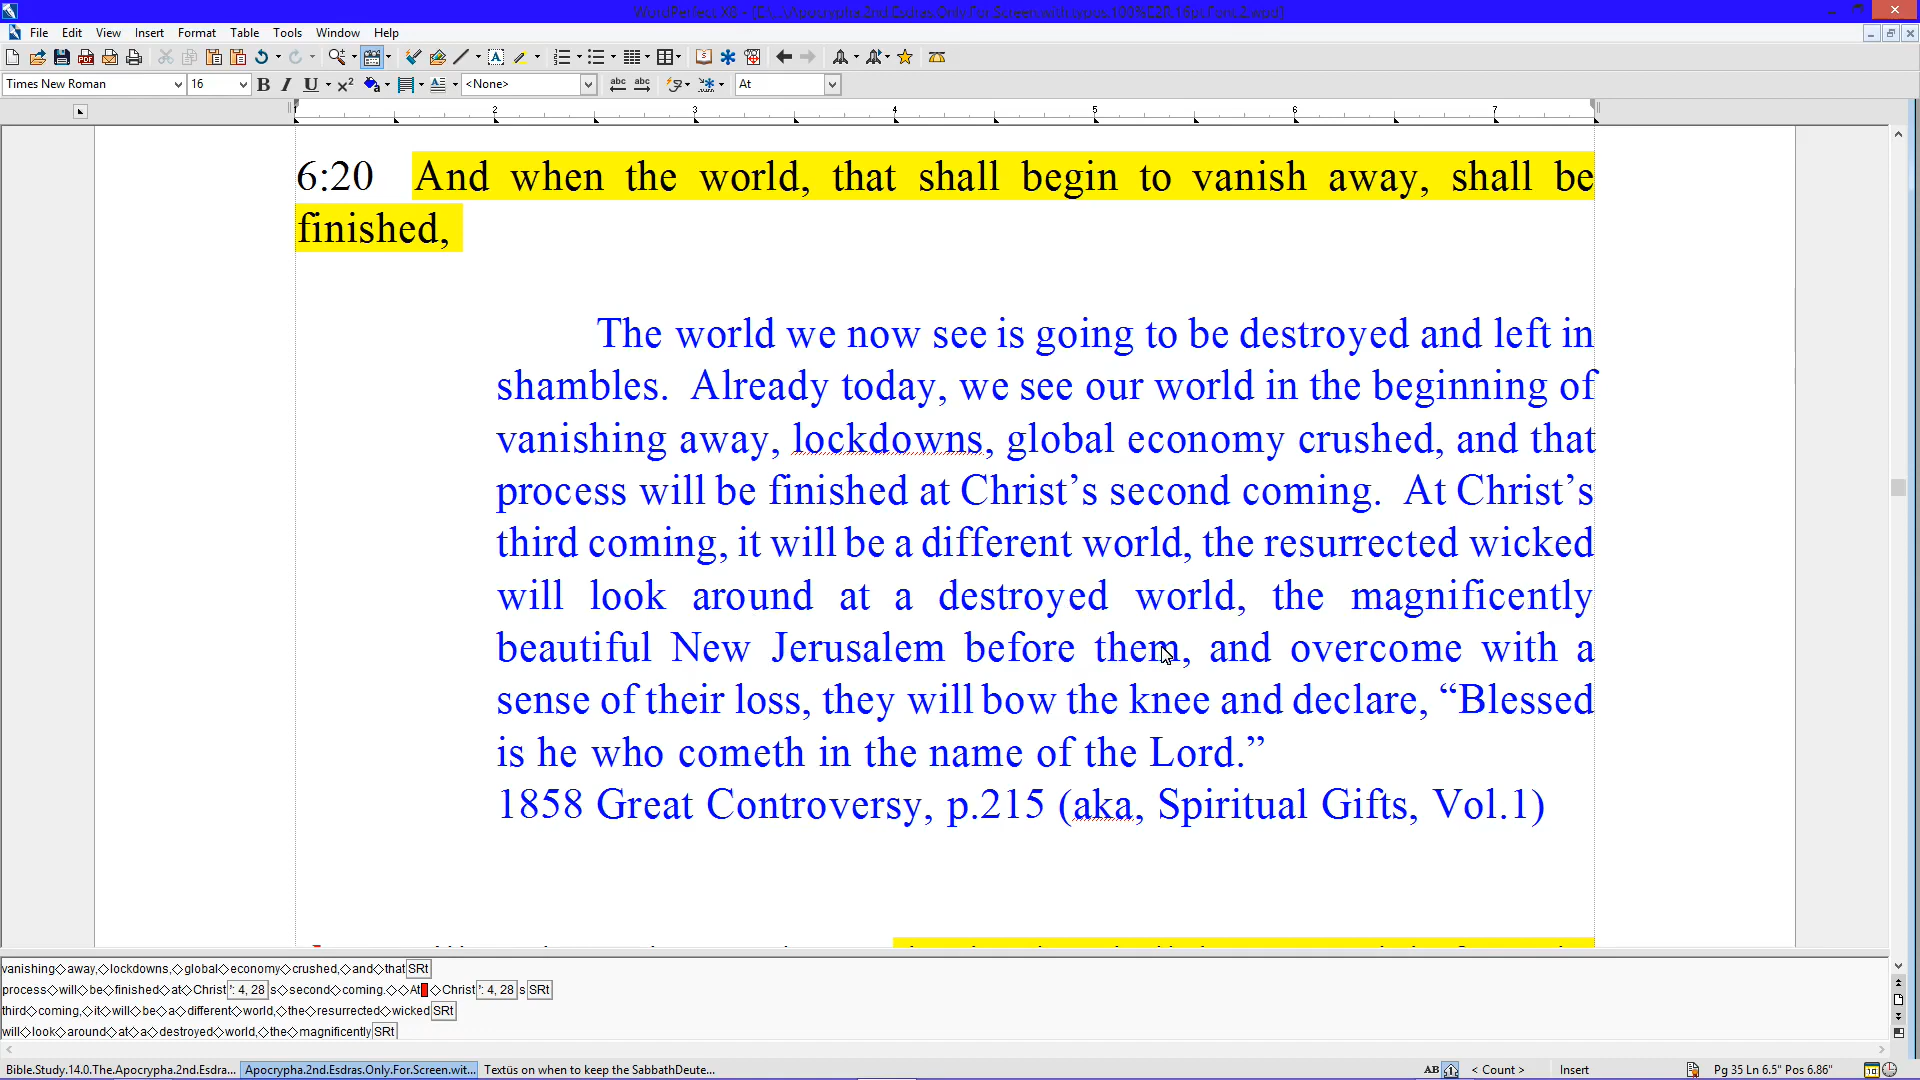 File Edit View Insert Format Table Tools Window Help
Times New Roman 16 B I U <None> At
1 2 3 4 5 6 7
6:20 And when the world, that shall begin to vanish away, shall be
finished,
The world we now see is going to be destroyed and left in
shambles. Already today, we see our world in the beginning of
vanishing away, lockdowns, global economy crushed, and that
process will be finished at Christ’s second coming. At Christ’s
third coming, it will be a different world, the resurrected wicked
will look around at a destroyed world, the magnificently
beautiful New Jerusalem before them, and overcome with a
sense of their loss, they will bow the knee and declare, “Blessed
is he who cometh in the name of the Lord.”
1858 Great Controversy, p.215 (aka, Spiritual Gifts, Vol.1)
vanishing◇away,◇lockdowns,◇global◇economy◇crushed,◇and◇that SRt
process◇will◇be◇finished◇at◇Christ ': 4, 28 s◇second◇coming.◇◇At ◇Christ ': 4, 28 s SRt
third◇coming,◇it◇will◇be◇a◇different◇world,◇the◇resurrected◇wicked SRt
will◇look◇around◇at◇a◇destroyed◇world,◇the◇magnificently SRt
Bible.Study.14.0.The.Apocrypha.2nd.Esdra... Apocrypha.2nd.Esdras.Only.For.Screen.wit... Textüs on when to keep the SabbathDeute... AB < Count > Insert Pg 35 Ln 6.5" Pos 6.86"